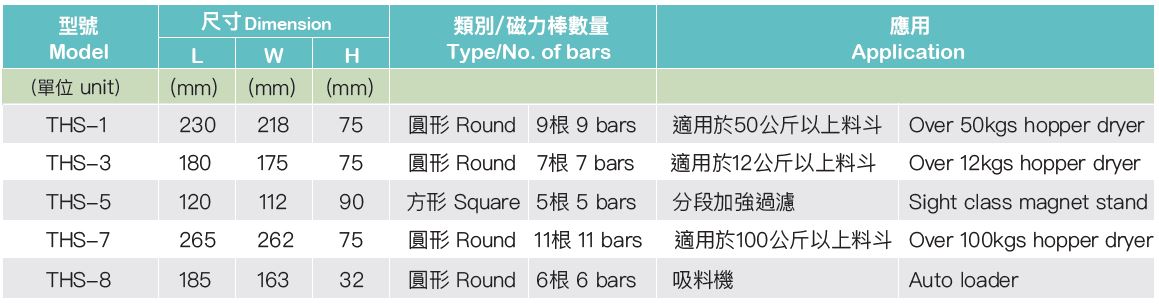 型號 尺寸 Dimension 類別/磁力棒數量 應用
Model L W H Type/No. of bars Application
(單位 unit) (mm) (mm) (mm)
THS-1 230 218 75 圓形 Round 9根 9 bars 適用於50公斤以上料斗 Over 50kgs hopper dryer
THS-3 180 175 75 圓形 Round 7根 7 bars 適用於12公斤以上料斗 Over 12kgs hopper dryer
THS-5 120 112 90 方形 Square 5根 5 bars 分段加強過濾 Sight class magnet stand
THS-7 265 262 75 圓形 Round 11根 11 bars 適用於100公斤以上料斗 Over 100kgs hopper dryer
THS-8 185 163 32 圓形 Round 6根 6 bars 吸料機 Auto loader